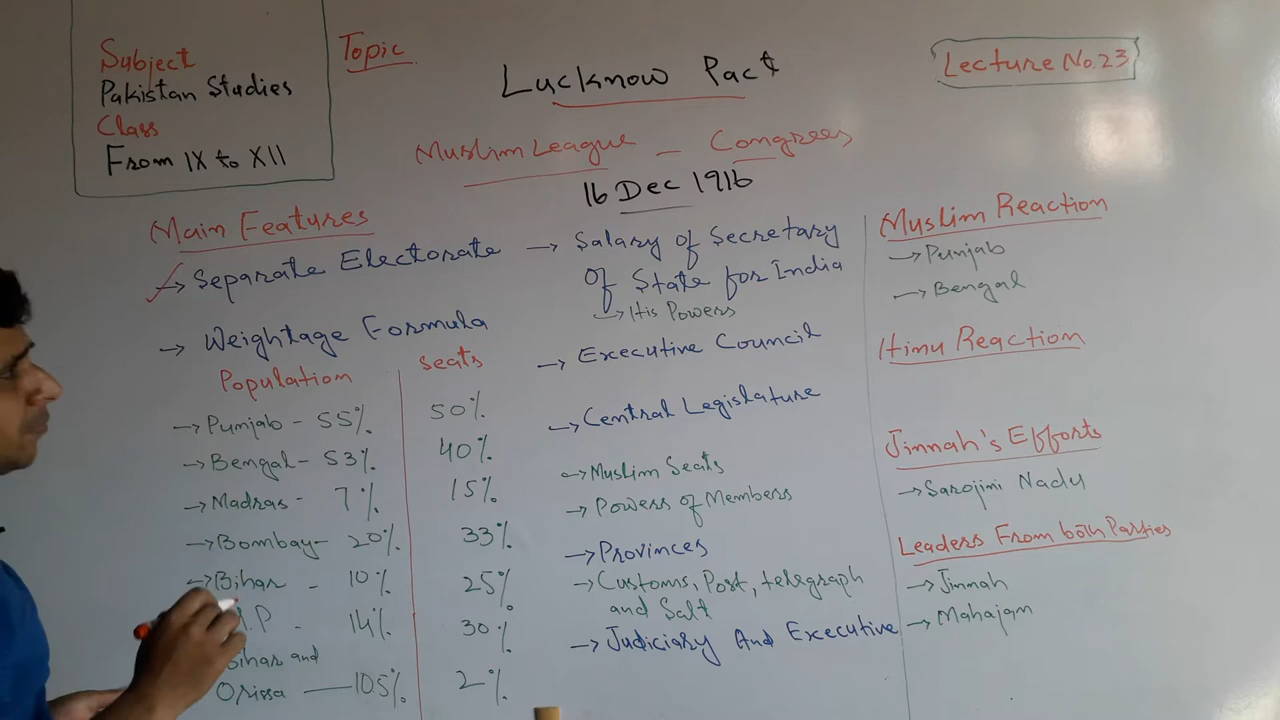 Subject
Pakistan Studies
Class
From IX to XII
Topic
Lucknow Pact
Lecture No.23
Muslim League - Congrees
16 Dec 1916
Main Features
→ Separate Electorate
→ Weightage Formula
Population Seats
→ Punjab - 55% 50%
→ Bengal - 53% 40%
→ Madras - 7% 15%
→ Bombay - 20% 33%
→ Bihar - 10% 25%
.P - 14% 30%
Bihar and
Orissa — 10.5% 2%
→ Salary of Secretary
of State for India
→ His Powers
→ Executive Council
→ Central Legislature
→ Muslim Seats
→ Powess of Members
→ Provinces
→ Customs, Post, telegraph
and Salt
→ Judiciary And Executive
Muslim Reaction
→ Punjab
→ Bengal
Reaction
Jinnah's Efforts
→ Sarojini Nadu
Leaders From both Parties
→ Jinnah
→ Mahajan